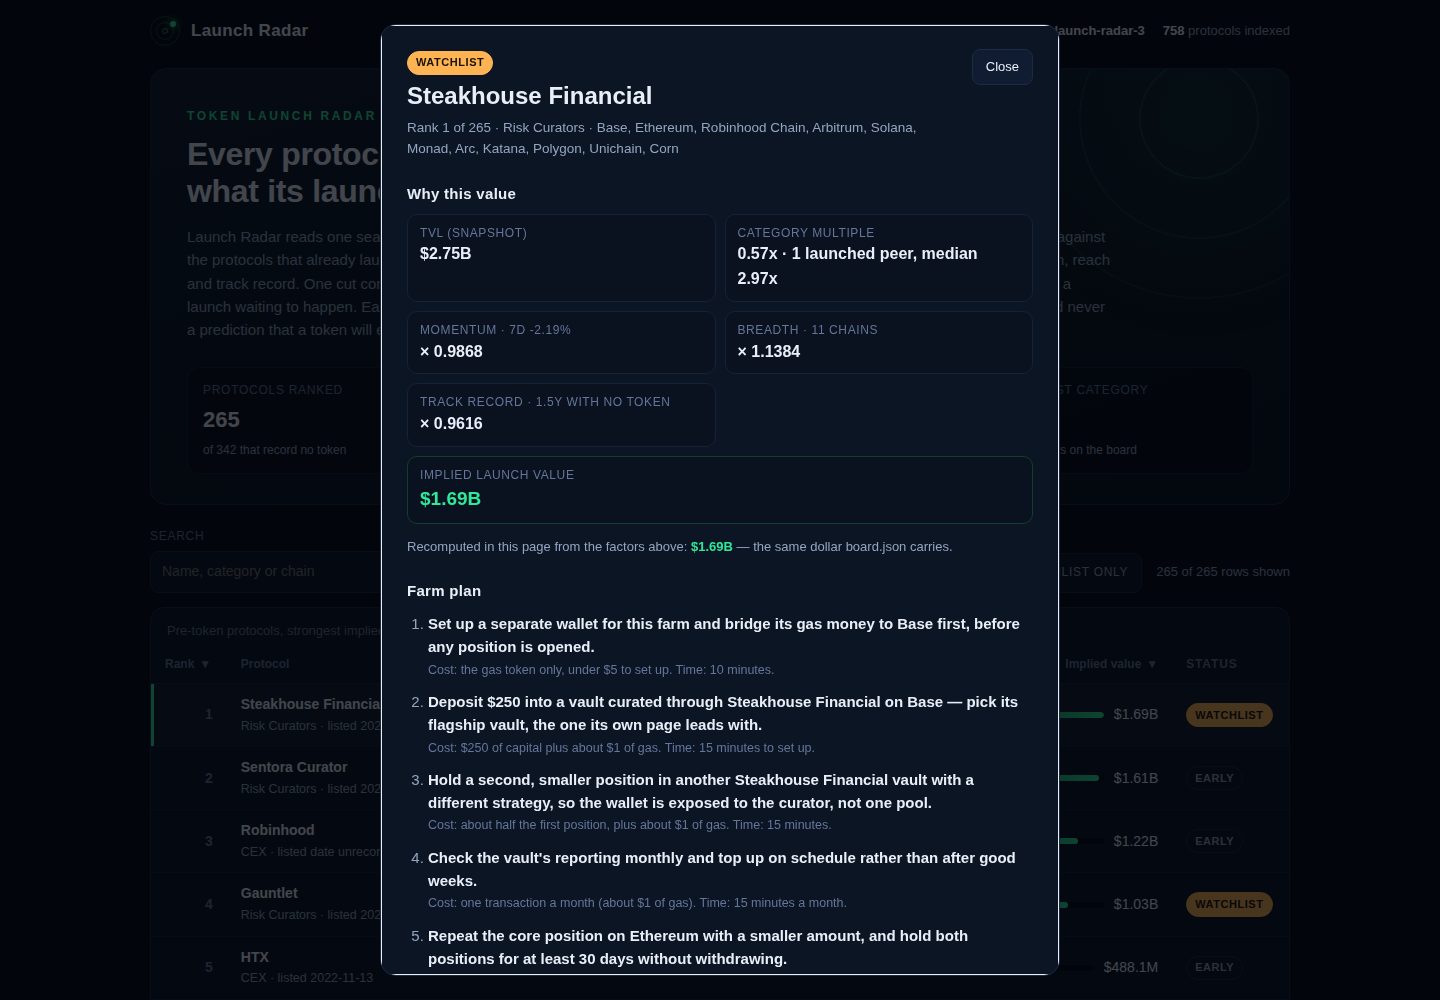 Launch Radar
launch-radar-3 758 protocols indexed
TOKEN LAUNCH RADAR
Every protoc
what its laun
Launch Radar reads one sea
against
the protocols that already lau
n, reach
and track record. One cut con
a
launch waiting to happen. Ea
d never
a prediction that a token will e
PROTOCOLS RANKED
265
of 342 that record no token
ST CATEGORY
s on the board
SEARCH
Name, category or chain
LIST ONLY
265 of 265 rows shown
Pre-token protocols, strongest implie
Rank ▼ Protocol
Implied value ▼ STATUS
1 Steakhouse Financia
Risk Curators · listed 202
$1.69B WATCHLIST
2 Sentora Curator
Risk Curators · listed 202
$1.61B EARLY
3 Robinhood
CEX · listed date unrecor
$1.22B EARLY
4 Gauntlet
Risk Curators · listed 202
$1.03B WATCHLIST
5 HTX
CEX · listed 2022-11-13
$488.1M EARLY
WATCHLIST
Close
Steakhouse Financial
Rank 1 of 265 · Risk Curators · Base, Ethereum, Robinhood Chain, Arbitrum, Solana,
Monad, Arc, Katana, Polygon, Unichain, Corn
Why this value
TVL (SNAPSHOT)
$2.75B
CATEGORY MULTIPLE
0.57x · 1 launched peer, median
2.97x
MOMENTUM · 7D -2.19%
× 0.9868
BREADTH · 11 CHAINS
× 1.1384
TRACK RECORD · 1.5Y WITH NO TOKEN
× 0.9616
IMPLIED LAUNCH VALUE
$1.69B
Recomputed in this page from the factors above: $1.69B — the same dollar board.json carries.
Farm plan
1. Set up a separate wallet for this farm and bridge its gas money to Base first, before
any position is opened.
Cost: the gas token only, under $5 to set up. Time: 10 minutes.
2. Deposit $250 into a vault curated through Steakhouse Financial on Base — pick its
flagship vault, the one its own page leads with.
Cost: $250 of capital plus about $1 of gas. Time: 15 minutes to set up.
3. Hold a second, smaller position in another Steakhouse Financial vault with a
different strategy, so the wallet is exposed to the curator, not one pool.
Cost: about half the first position, plus about $1 of gas. Time: 15 minutes.
4. Check the vault's reporting monthly and top up on schedule rather than after good
weeks.
Cost: one transaction a month (about $1 of gas). Time: 15 minutes a month.
5. Repeat the core position on Ethereum with a smaller amount, and hold both
positions for at least 30 days without withdrawing.